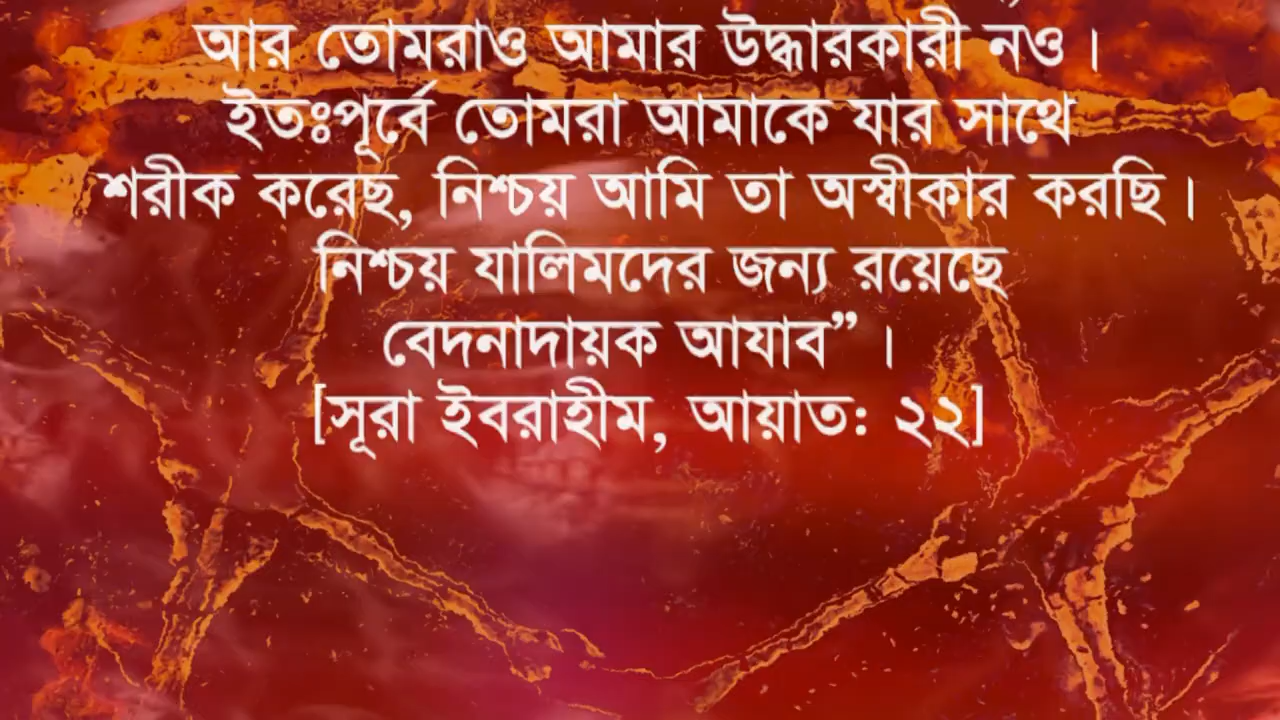 আর তোমরাও আমার উদ্ধারকারী নও।
ইতঃপূর্বে তোমরা আমাকে যার সাথে
শরীক করেছ, নিশ্চয় আমি তা অস্বীকার করছি।
নিশ্চয় যালিমদের জন্য রয়েছে
বেদনাদায়ক আযাব”।
[সূরা ইবরাহীম, আয়াত: ২২]